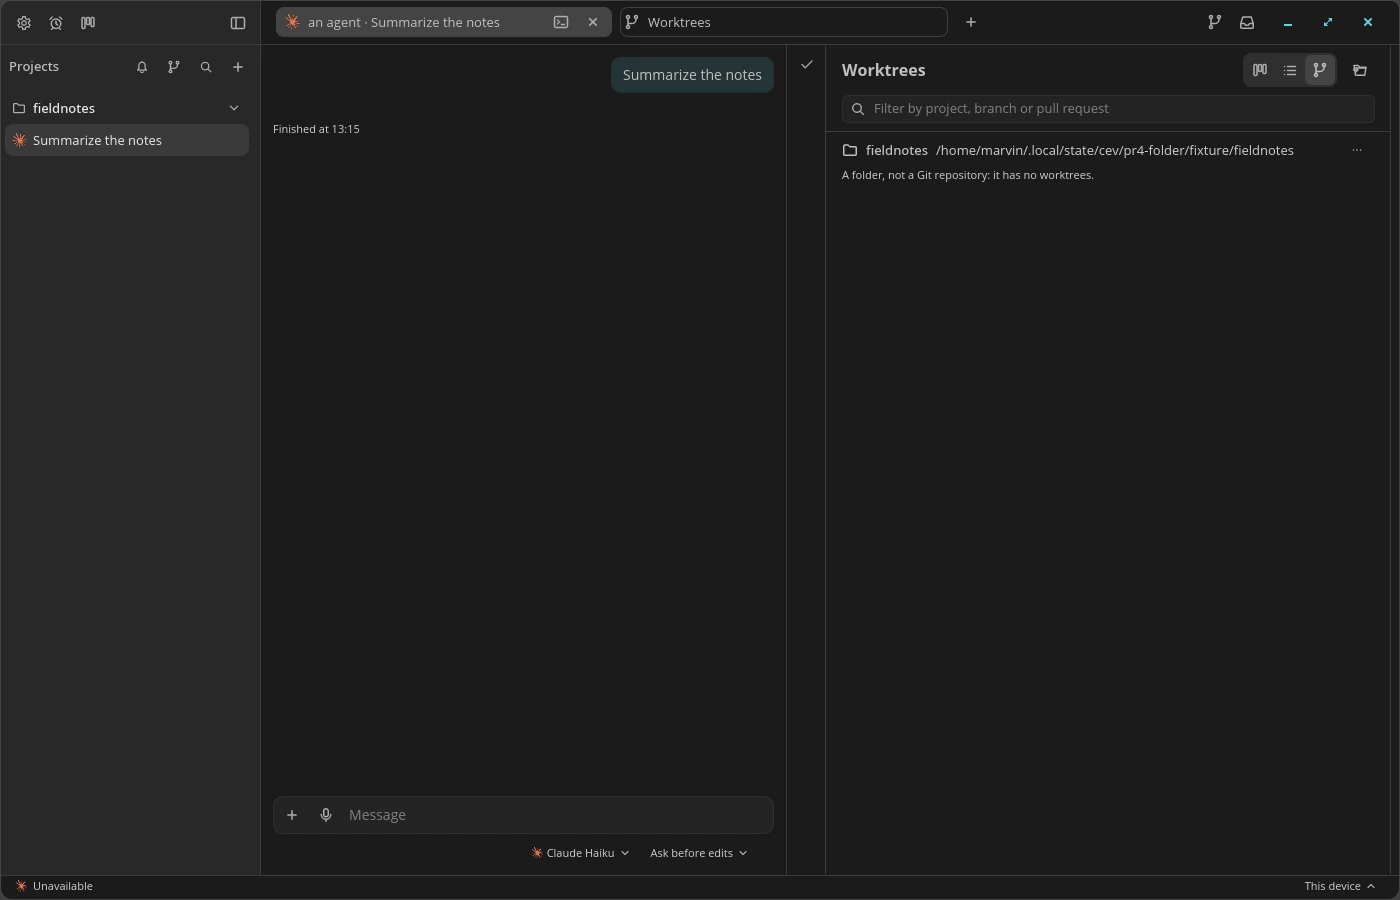 an agent · Summarize the notes
Worktrees
Projects
fieldnotes
Summarize the notes
Summarize the notes
Finished at 13:15
Message
Claude Haiku
Ask before edits
Worktrees
Filter by project, branch or pull request
fieldnotes /home/marvin/.local/state/cev/pr4-folder/fixture/fieldnotes
A folder, not a Git repository: it has no worktrees.
Unavailable
This device